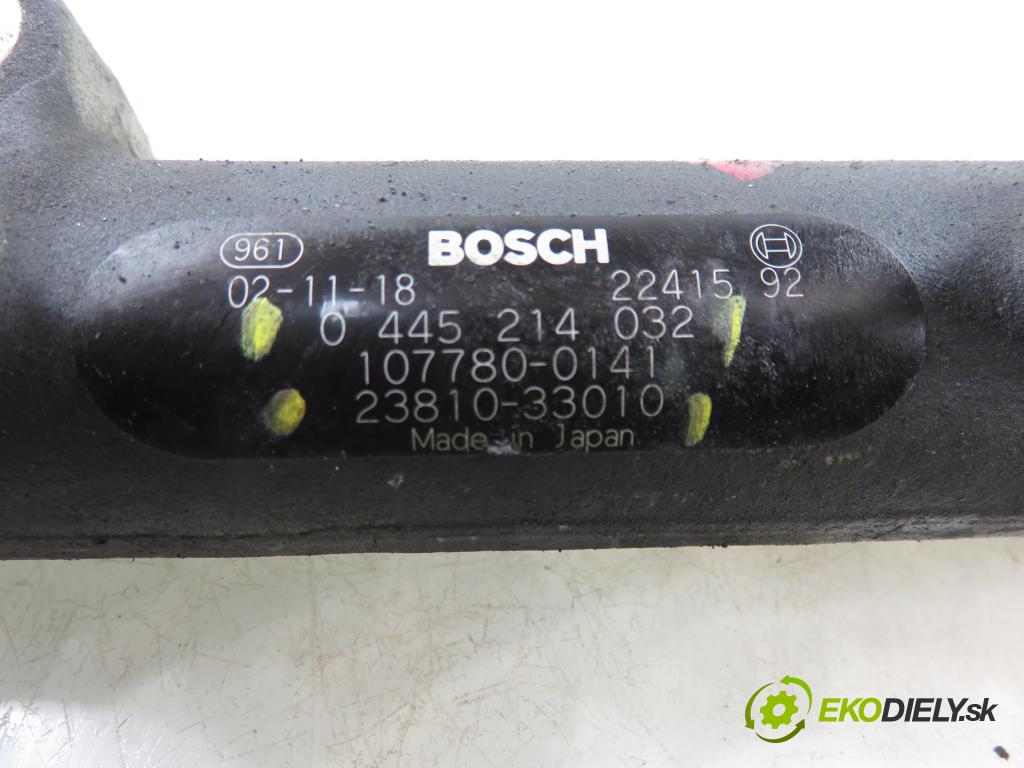 961 BOSCH
02-11-18 22415 92
0 445 214 032
107780-0141
23810-33010
Made in Japan
EKODIELY.sk